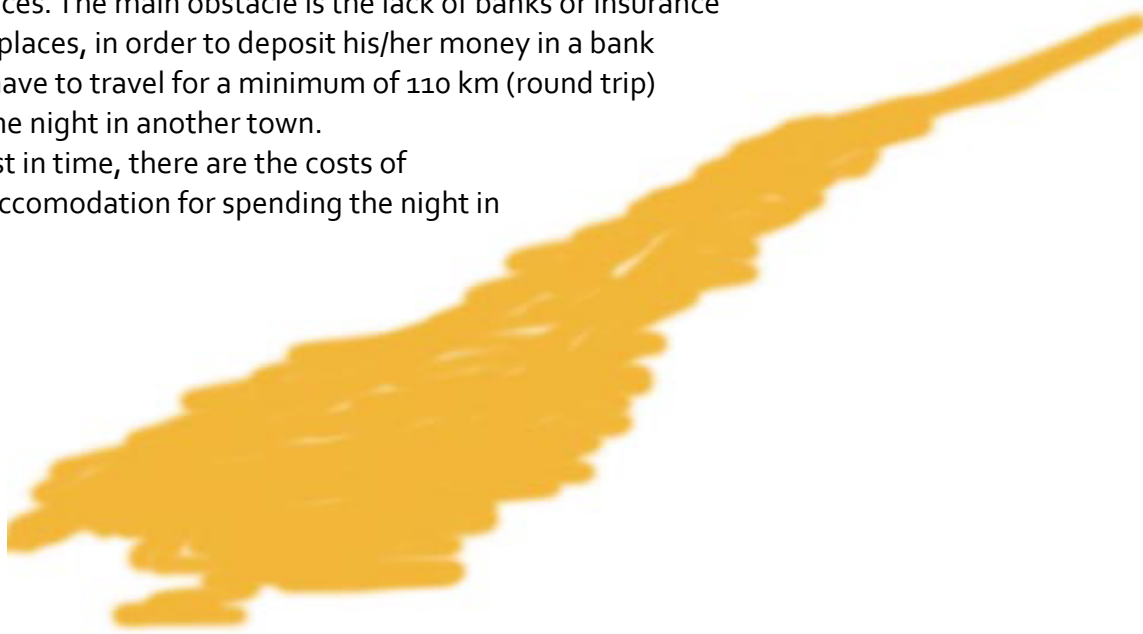 ces. The main obstacle is the lack of banks or insurance
places, in order to deposit his/her money in a bank
have to travel for a minimum of 110 km (round trip)
he night in another town.
st in time, there are the costs of
accomodation for spending the night in